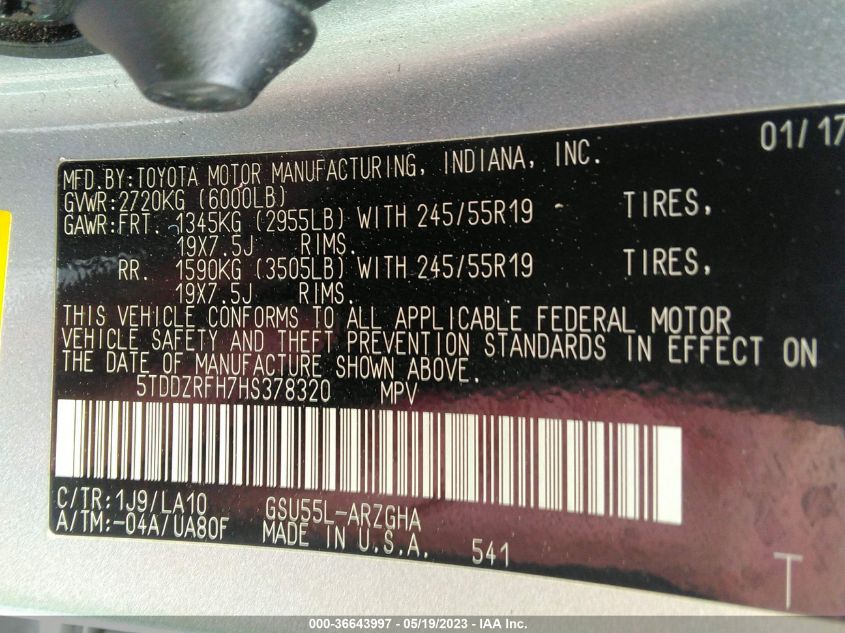 01/17
MFD.BY:TOYOTA MOTOR MANUFACTURING, INDIANA, INC.
GVWR:2720KG (6000LB)
GAWR:FRT. 1345KG (2955LB) WITH 245/55R19 TIRES,
19X7.5J RIMS.
RR. 1590KG (3505LB) WITH 245/55R19 TIRES,
19X7.5J RIMS.
THIS VEHICLE CONFORMS TO ALL APPLICABLE FEDERAL MOTOR
VEHICLE SAFETY AND THEFT PREVENTION STANDARDS IN EFFECT ON
THE DATE OF MANUFACTURE SHOWN ABOVE.
5TDDZRFH7HS378320 MPV
C/TR:1J9/LA10 GSU55L-ARZGHA
A/TM:-04A/UA80F MADE IN U.S.A. 541
T
000-36643997 - 05/19/2023 - IAA Inc.